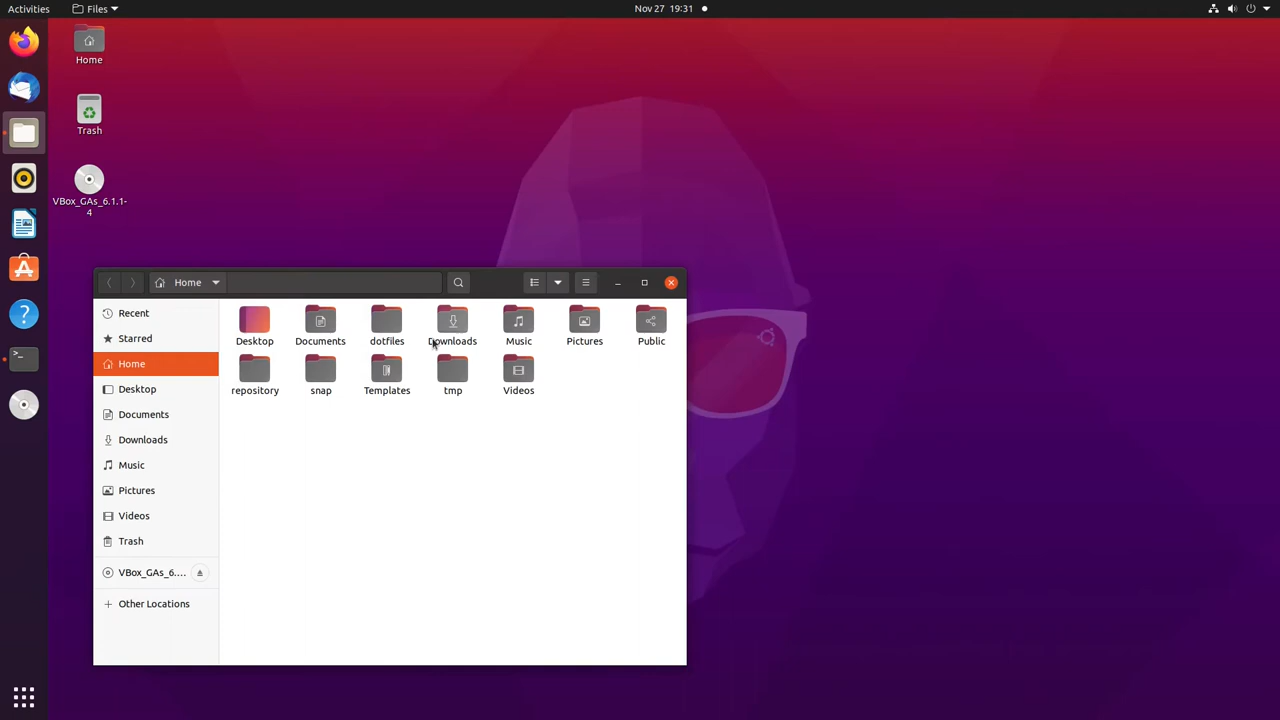 Activities
Files
Nov 27 19:31
Home
Trash
VBox_GAs_6.1.1-
4
Home
Recent
Starred
Home
Desktop
Documents
Downloads
Music
Pictures
Videos
Trash
VBox_GAs_6....
Other Locations
Desktop
Documents
dotfiles
Downloads
Music
Pictures
Public
repository
snap
Templates
tmp
Videos